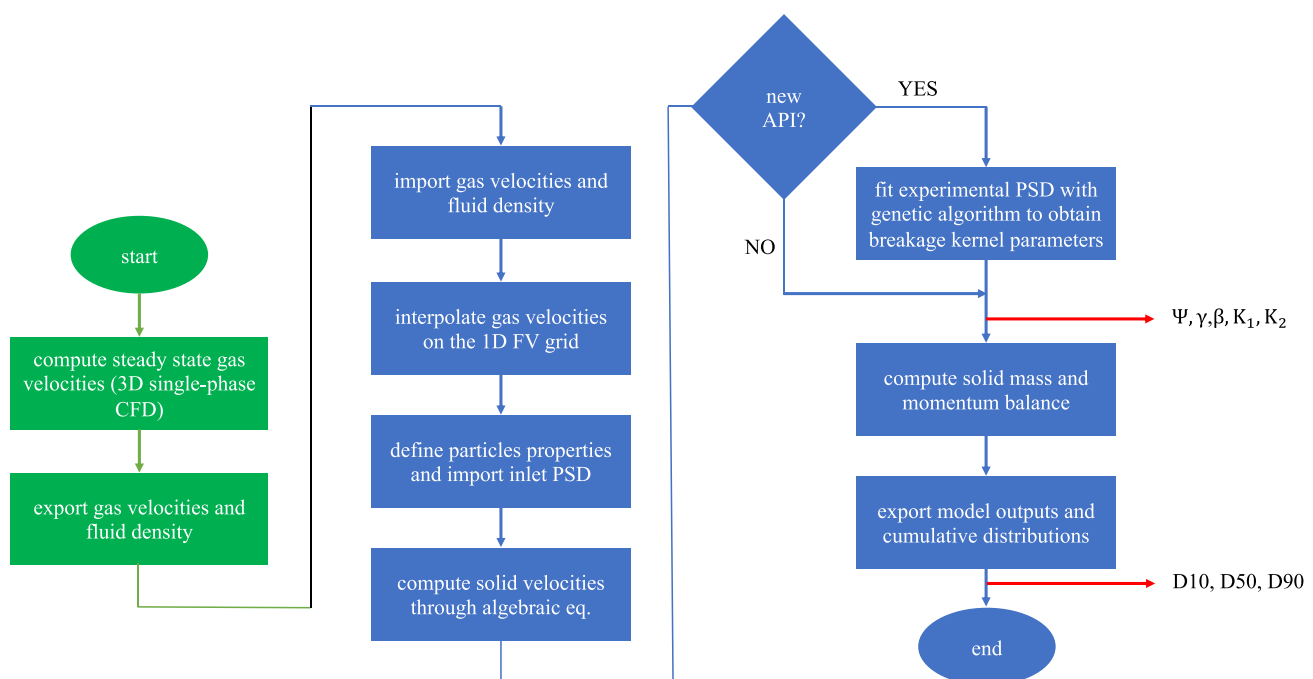 start
compute steady state gas
velocities (3D single-phase
CFD)
export gas velocities and
fluid density
import gas velocities and
fluid density
interpolate gas velocities
on the 1D FV grid
define particles properties
and import inlet PSD
compute solid velocities
through algebraic eq.
new
API?
YES
NO
fit experimental PSD with
genetic algorithm to obtain
breakage kernel parameters
Ψ, γ,β, K₁, K₂
compute solid mass and
momentum balance
export model outputs and
cumulative distributions
D10, D50, D90
end